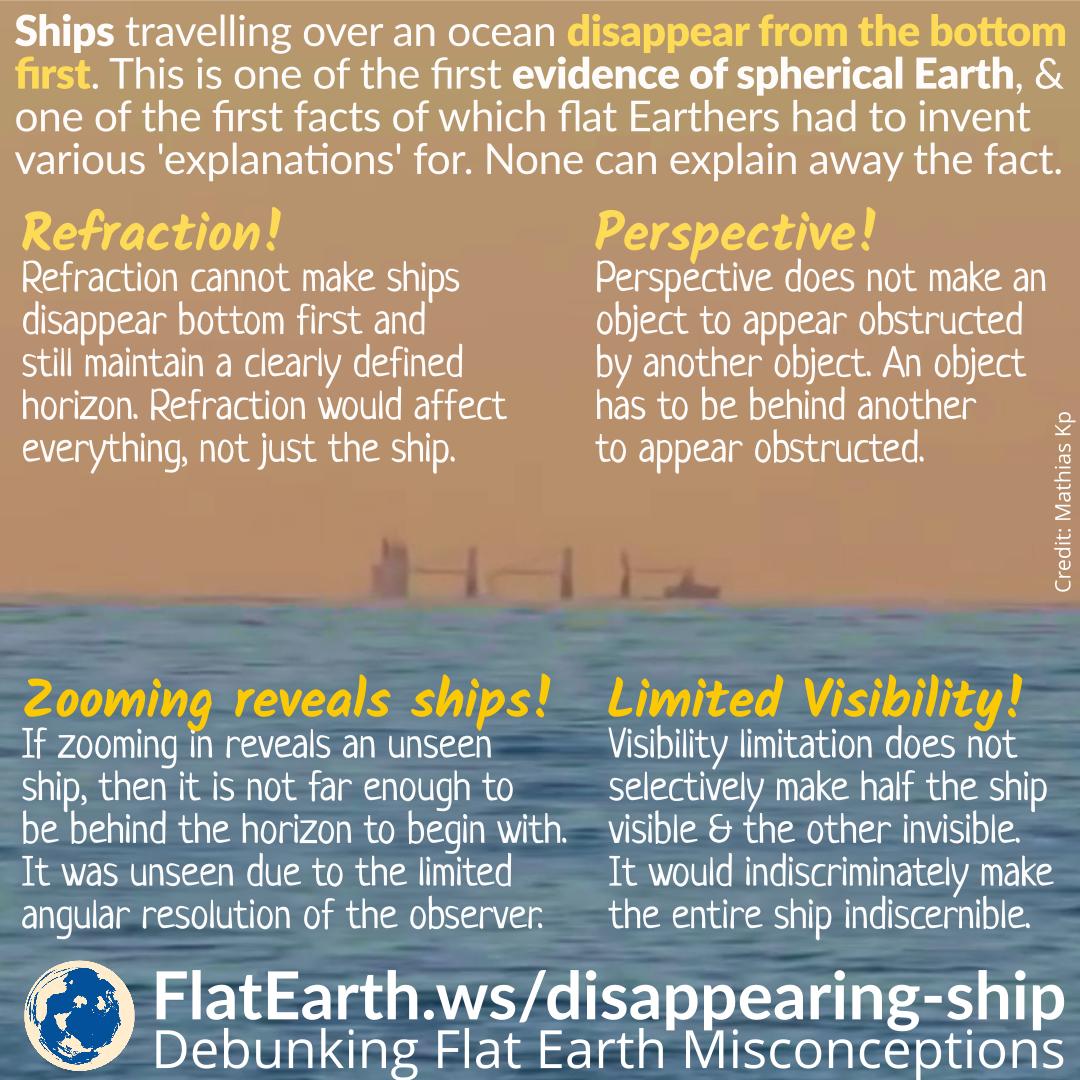 Ships travelling over an ocean disappear from the bottom
first. This is one of the first evidence of spherical Earth, &
one of the first facts of which flat Earthers had to invent
various 'explanations' for. None can explain away the fact.
Refraction!
Refraction cannot make ships
disappear bottom first and
still maintain a clearly defined
horizon. Refraction would affect
everything, not just the ship.
Perspective!
Perspective does not make an
object to appear obstructed
by another object. An object
has to be behind another
to appear obstructed.
Credit: Mathias Kp
Zooming reveals ships!
If zooming in reveals an unseen
ship, then it is not far enough to
be behind the horizon to begin with.
It was unseen due to the limited
angular resolution of the observer.
Limited Visibility!
Visibility limitation does not
selectively make half the ship
visible & the other invisible.
It would indiscriminately make
the entire ship indiscernible.
FlatEarth.ws/disappearing-ship
Debunking Flat Earth Misconceptions